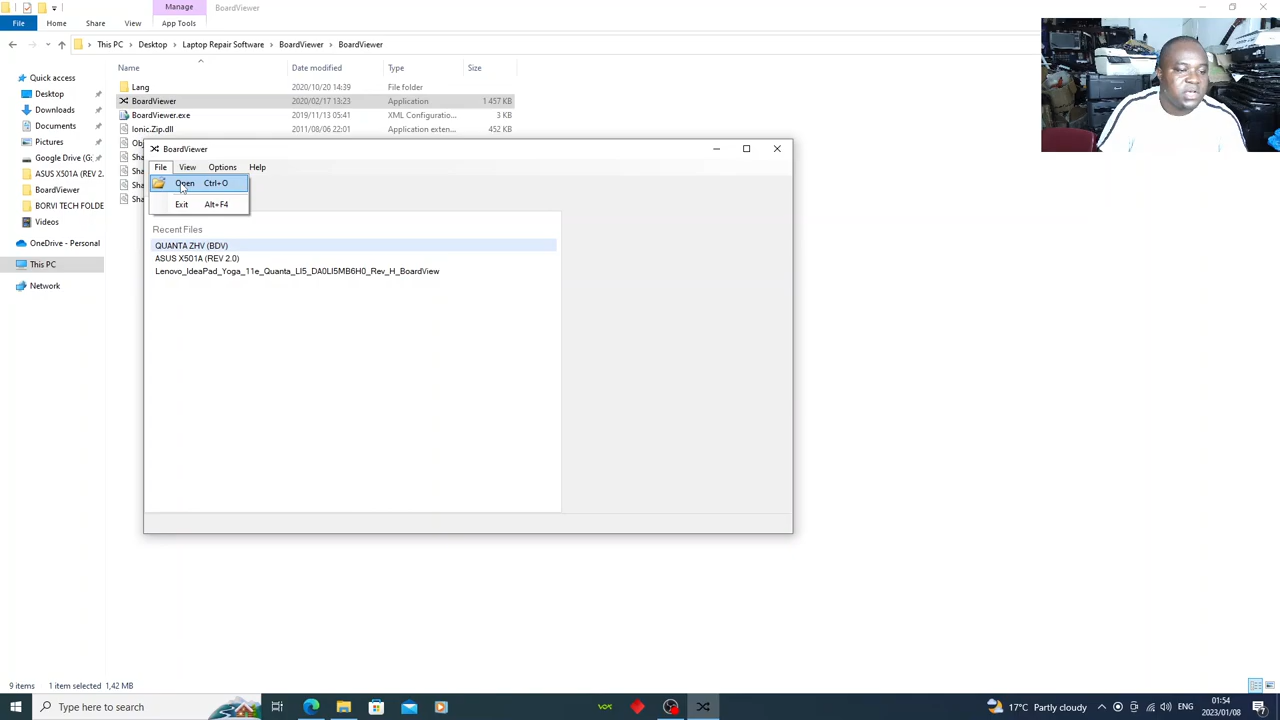 Manage
BoardViewer
File
Home
Share
View
App Tools
This PC
Desktop
Laptop Repair Software
BoardViewer
BoardViewer
Name
Date modified
Type
Size
Quick access
Desktop
Downloads
Documents
Pictures
Google Drive (G:
ASUS X501A (REV 2.
BoardViewer
BORVI TECH FOLDE
Videos
OneDrive - Personal
This PC
Network
Lang 2020/10/20 14:39 File folder
BoardViewer 2020/02/17 13:23 Application 1 457 KB
BoardViewer.exe 2019/11/13 05:41 XML Configuratio... 3 KB
Ionic.Zip.dll 2011/08/06 22:01 Application exten... 452 KB
Ob
Sha
Sha
Sha
Sha
BoardViewer
File View Options Help
Open Ctrl+O
Exit Alt+F4
Recent Files
QUANTA ZHV (BDV)
ASUS X501A (REV 2.0)
Lenovo_IdeaPad_Yoga_11e_Quanta_LI5_DA0LI5MB6H0_Rev_H_BoardView
9 items
1 item selected 1,42 MB
Type here to search
VOX
17°C Partly cloudy
ENG
01:54
2023/01/08